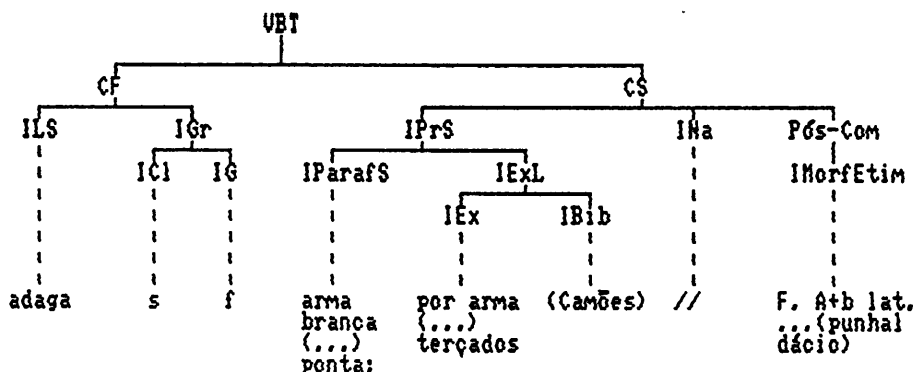 VBT
CF CS
ILS IGr IPrS IMa Pós-Com
ICl IG IParafS IExL IMorfEtim
IEx IBib
adaga s f arma por arma (Camões) // F. A+b lat.
branca (...) ...(punhal
(...) terçados dácio)
ponta;